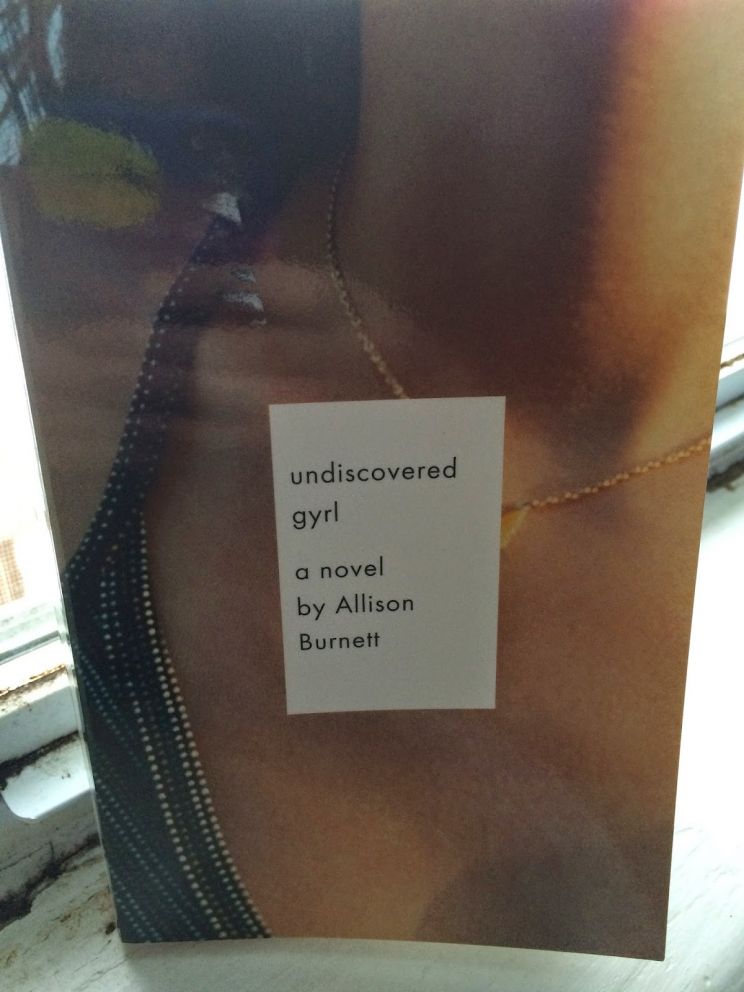 undiscovered
gyrl
a novel
by Allison
Burnett